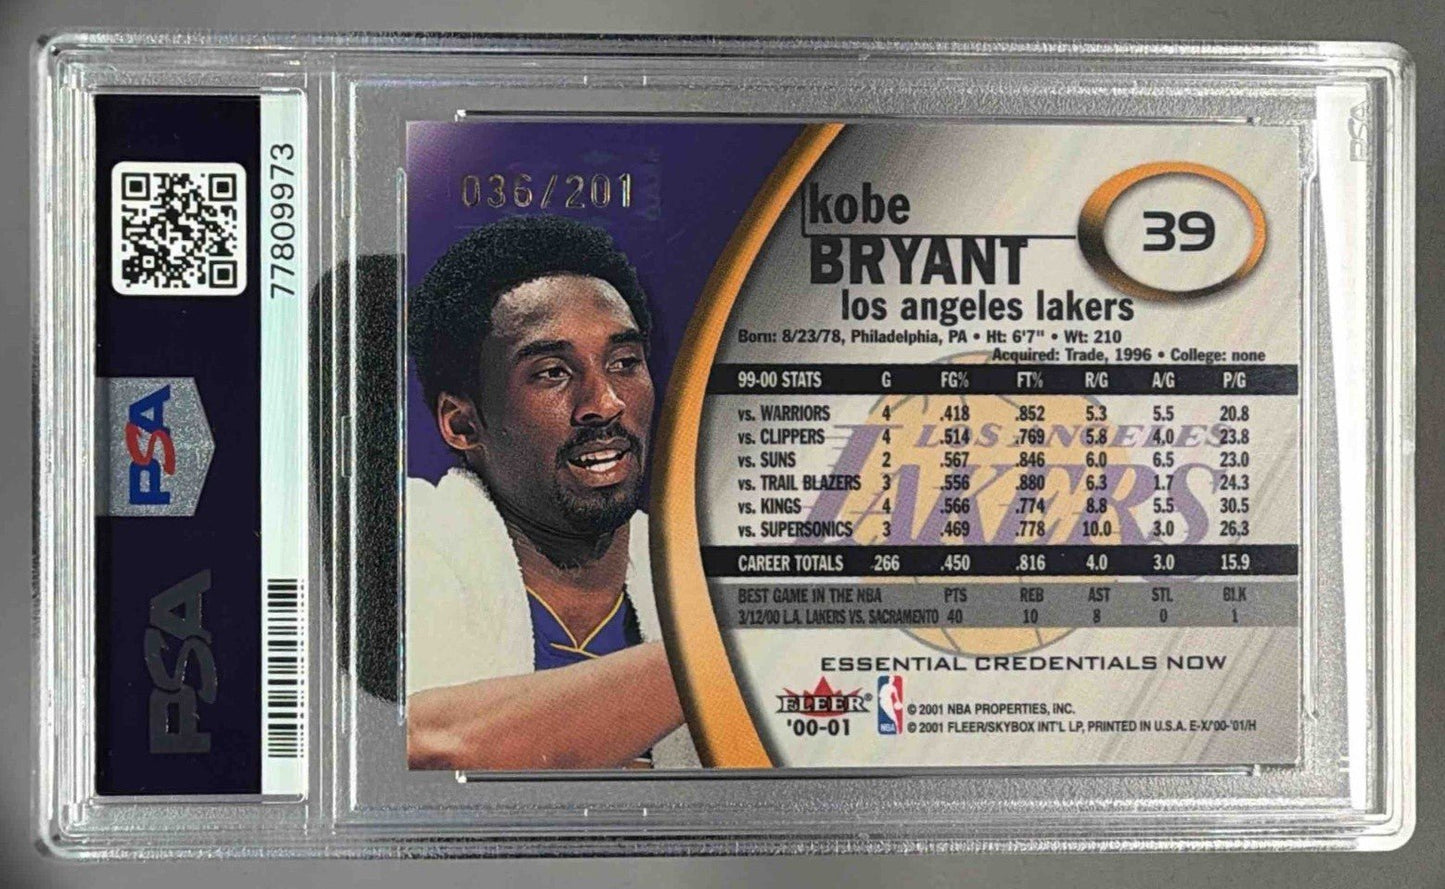 77809973
PSA
PSA
PSA
036/201
kobe
BRYANT
los angeles lakers
39
Born: 8/23/78, Philadelphia, PA • Ht: 6'7" • Wt: 210
Acquired: Trade, 1996 • College: none
99-00 STATS G FG% FT% R/G A/G P/G
vs. WARRIORS 4 .418 .852 5.3 5.5 20.8
vs. CLIPPERS 4 .514 .769 5.8 4.0 23.8
vs. SUNS 2 .567 .846 6.0 6.5 23.0
vs. TRAIL BLAZERS 3 .556 .880 6.3 1.7 24.3
vs. KINGS 4 .566 .774 8.8 5.5 30.5
vs. SUPERSONICS 3 .469 .778 10.0 3.0 26.3
LOS ANGELES
LAKERS
CAREER TOTALS 266 .450 .816 4.0 3.0 15.9
BEST GAME IN THE NBA PTS REB AST STL BLK
3/12/00 L.A. LAKERS VS. SACRAMENTO 40 10 8 0 1
ESSENTIAL CREDENTIALS NOW
FLEER®
'00-01
NBA
© 2001 NBA PROPERTIES, INC.
© 2001 FLEER/SKYBOX INT'L LP, PRINTED IN U.S.A. E-X/'00-'01/H